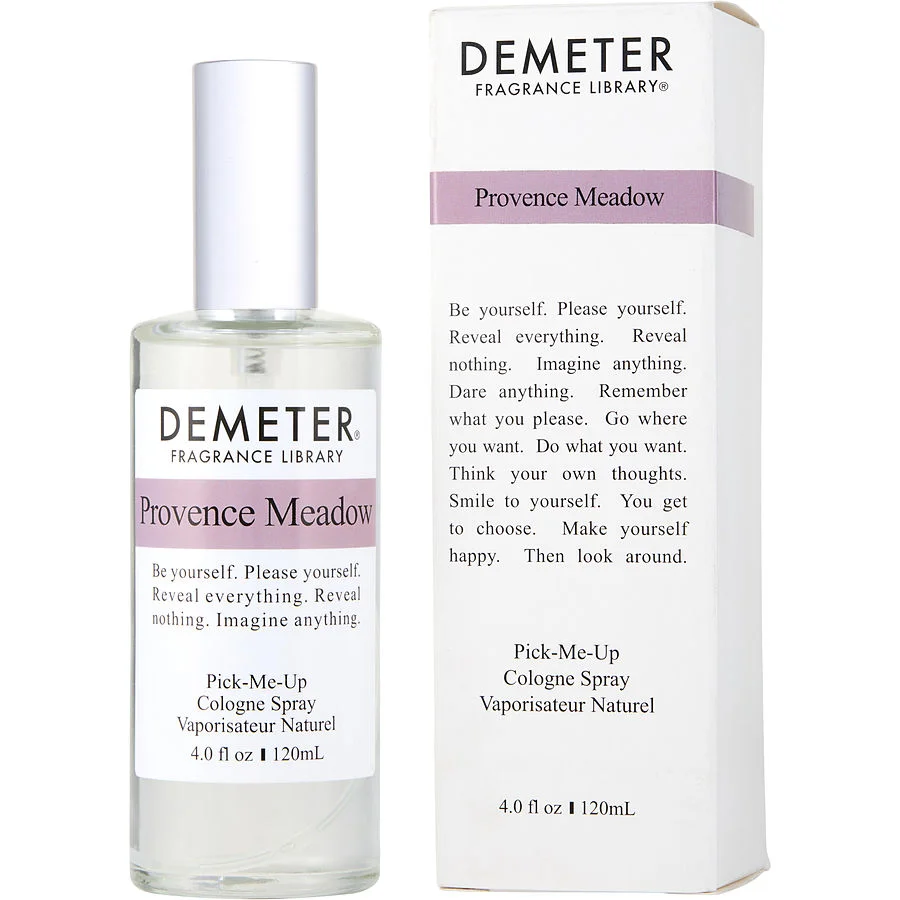 DEMETER®
FRAGRANCE LIBRARY
Provence Meadow
Be yourself. Please yourself.
Reveal everything. Reveal
nothing. Imagine anything.
Pick-Me-Up
Cologne Spray
Vaporisateur Naturel
4.0 fl oz ▮ 120mL
DEMETER
FRAGRANCE LIBRARY®
Provence Meadow
Be yourself. Please yourself.
Reveal everything. Reveal
nothing. Imagine anything.
Dare anything. Remember
what you please. Go where
you want. Do what you want.
Think your own thoughts.
Smile to yourself. You get
to choose. Make yourself
happy. Then look around.
Pick-Me-Up
Cologne Spray
Vaporisateur Naturel
4.0 fl oz ▮ 120mL